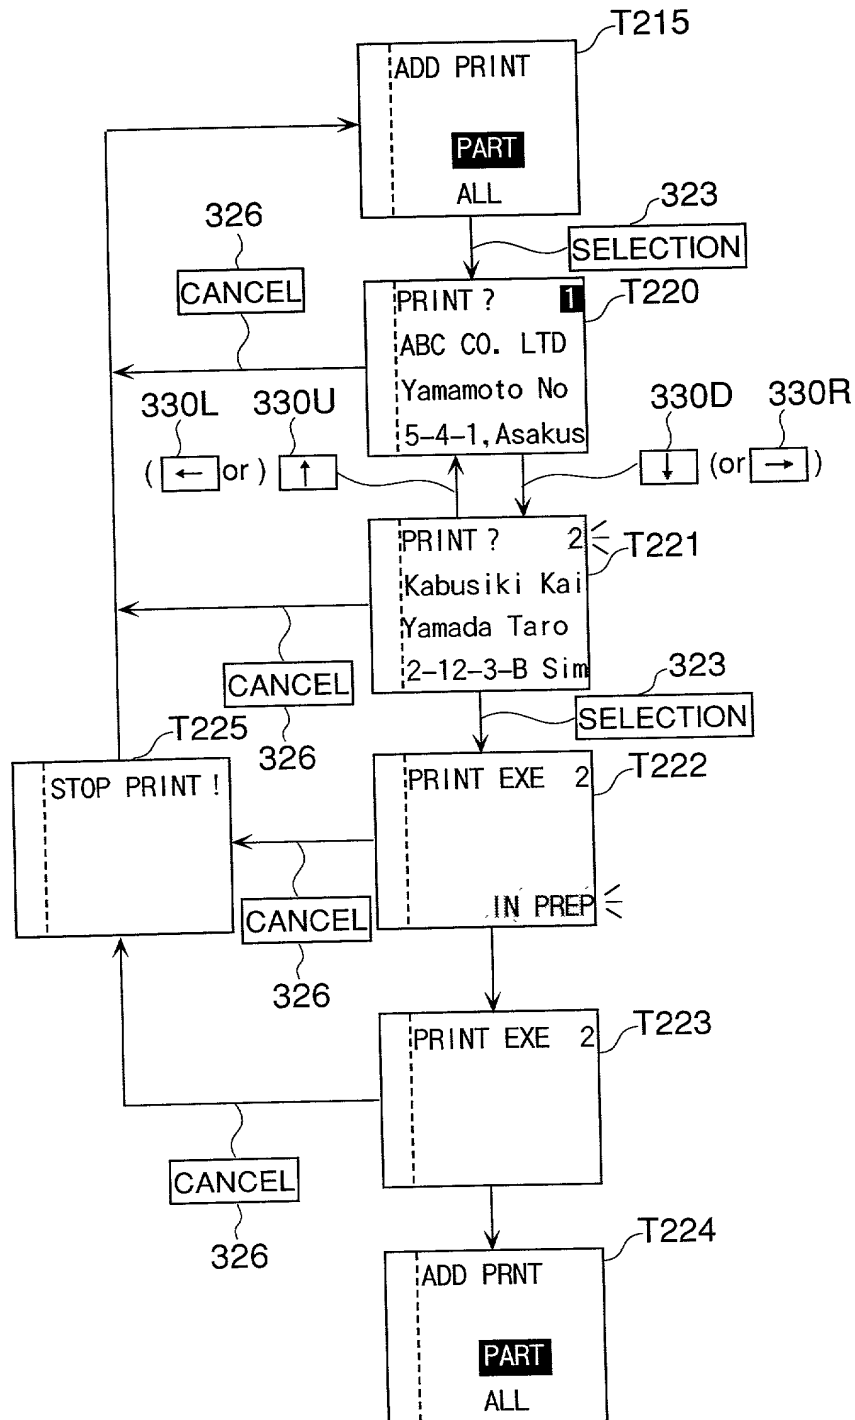 T215
ADD PRINT
PART
ALL
323
SELECTION
326
CANCEL
T220
PRINT ? 1
ABC CO. LTD
Yamamoto No
5-4-1, Asakus
330L 330U
( ← or ) ↑
330D 330R
↓ (or → )
T221
PRINT ? 2
Kabusiki Kai
Yamada Taro
2-12-3-B Sim
CANCEL
326
323
SELECTION
T225
STOP PRINT !
T222
PRINT EXE 2
IN PREP
CANCEL
326
T223
PRINT EXE 2
CANCEL
326
T224
ADD PRNT
PART
ALL